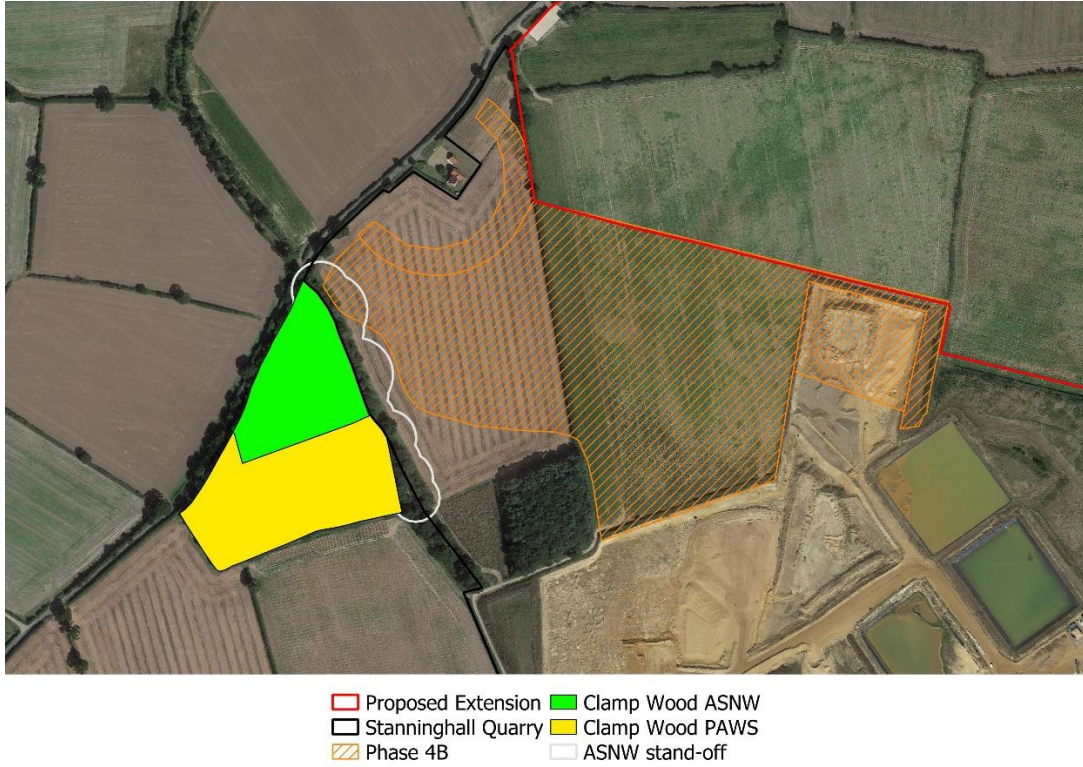 Proposed Extension Clamp Wood ASNW
Stanninghall Quarry Clamp Wood PAWS
Phase 4B ASNW stand-off